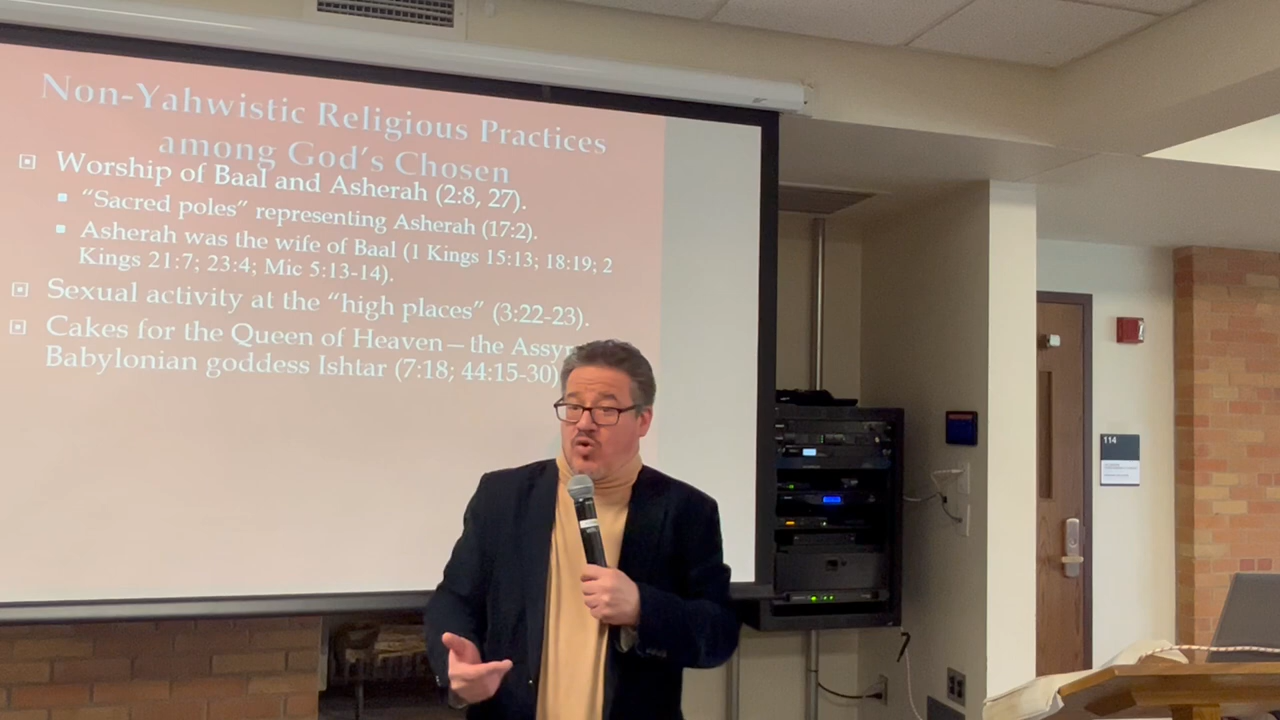 Non-Yahwistic Religious Practices
among God's Chosen
Worship of Baal and Asherah (2:8, 27).
"Sacred poles" representing Asherah (17:2).
Asherah was the wife of Baal (1 Kings 15:13; 18:19; 2
Kings 21:7; 23:4; Mic 5:13-14).
Sexual activity at the "high places" (3:22-23).
Cakes for the Queen of Heaven—the
Babylonian goddess Ishtar (7:18; 44:15-30)
114